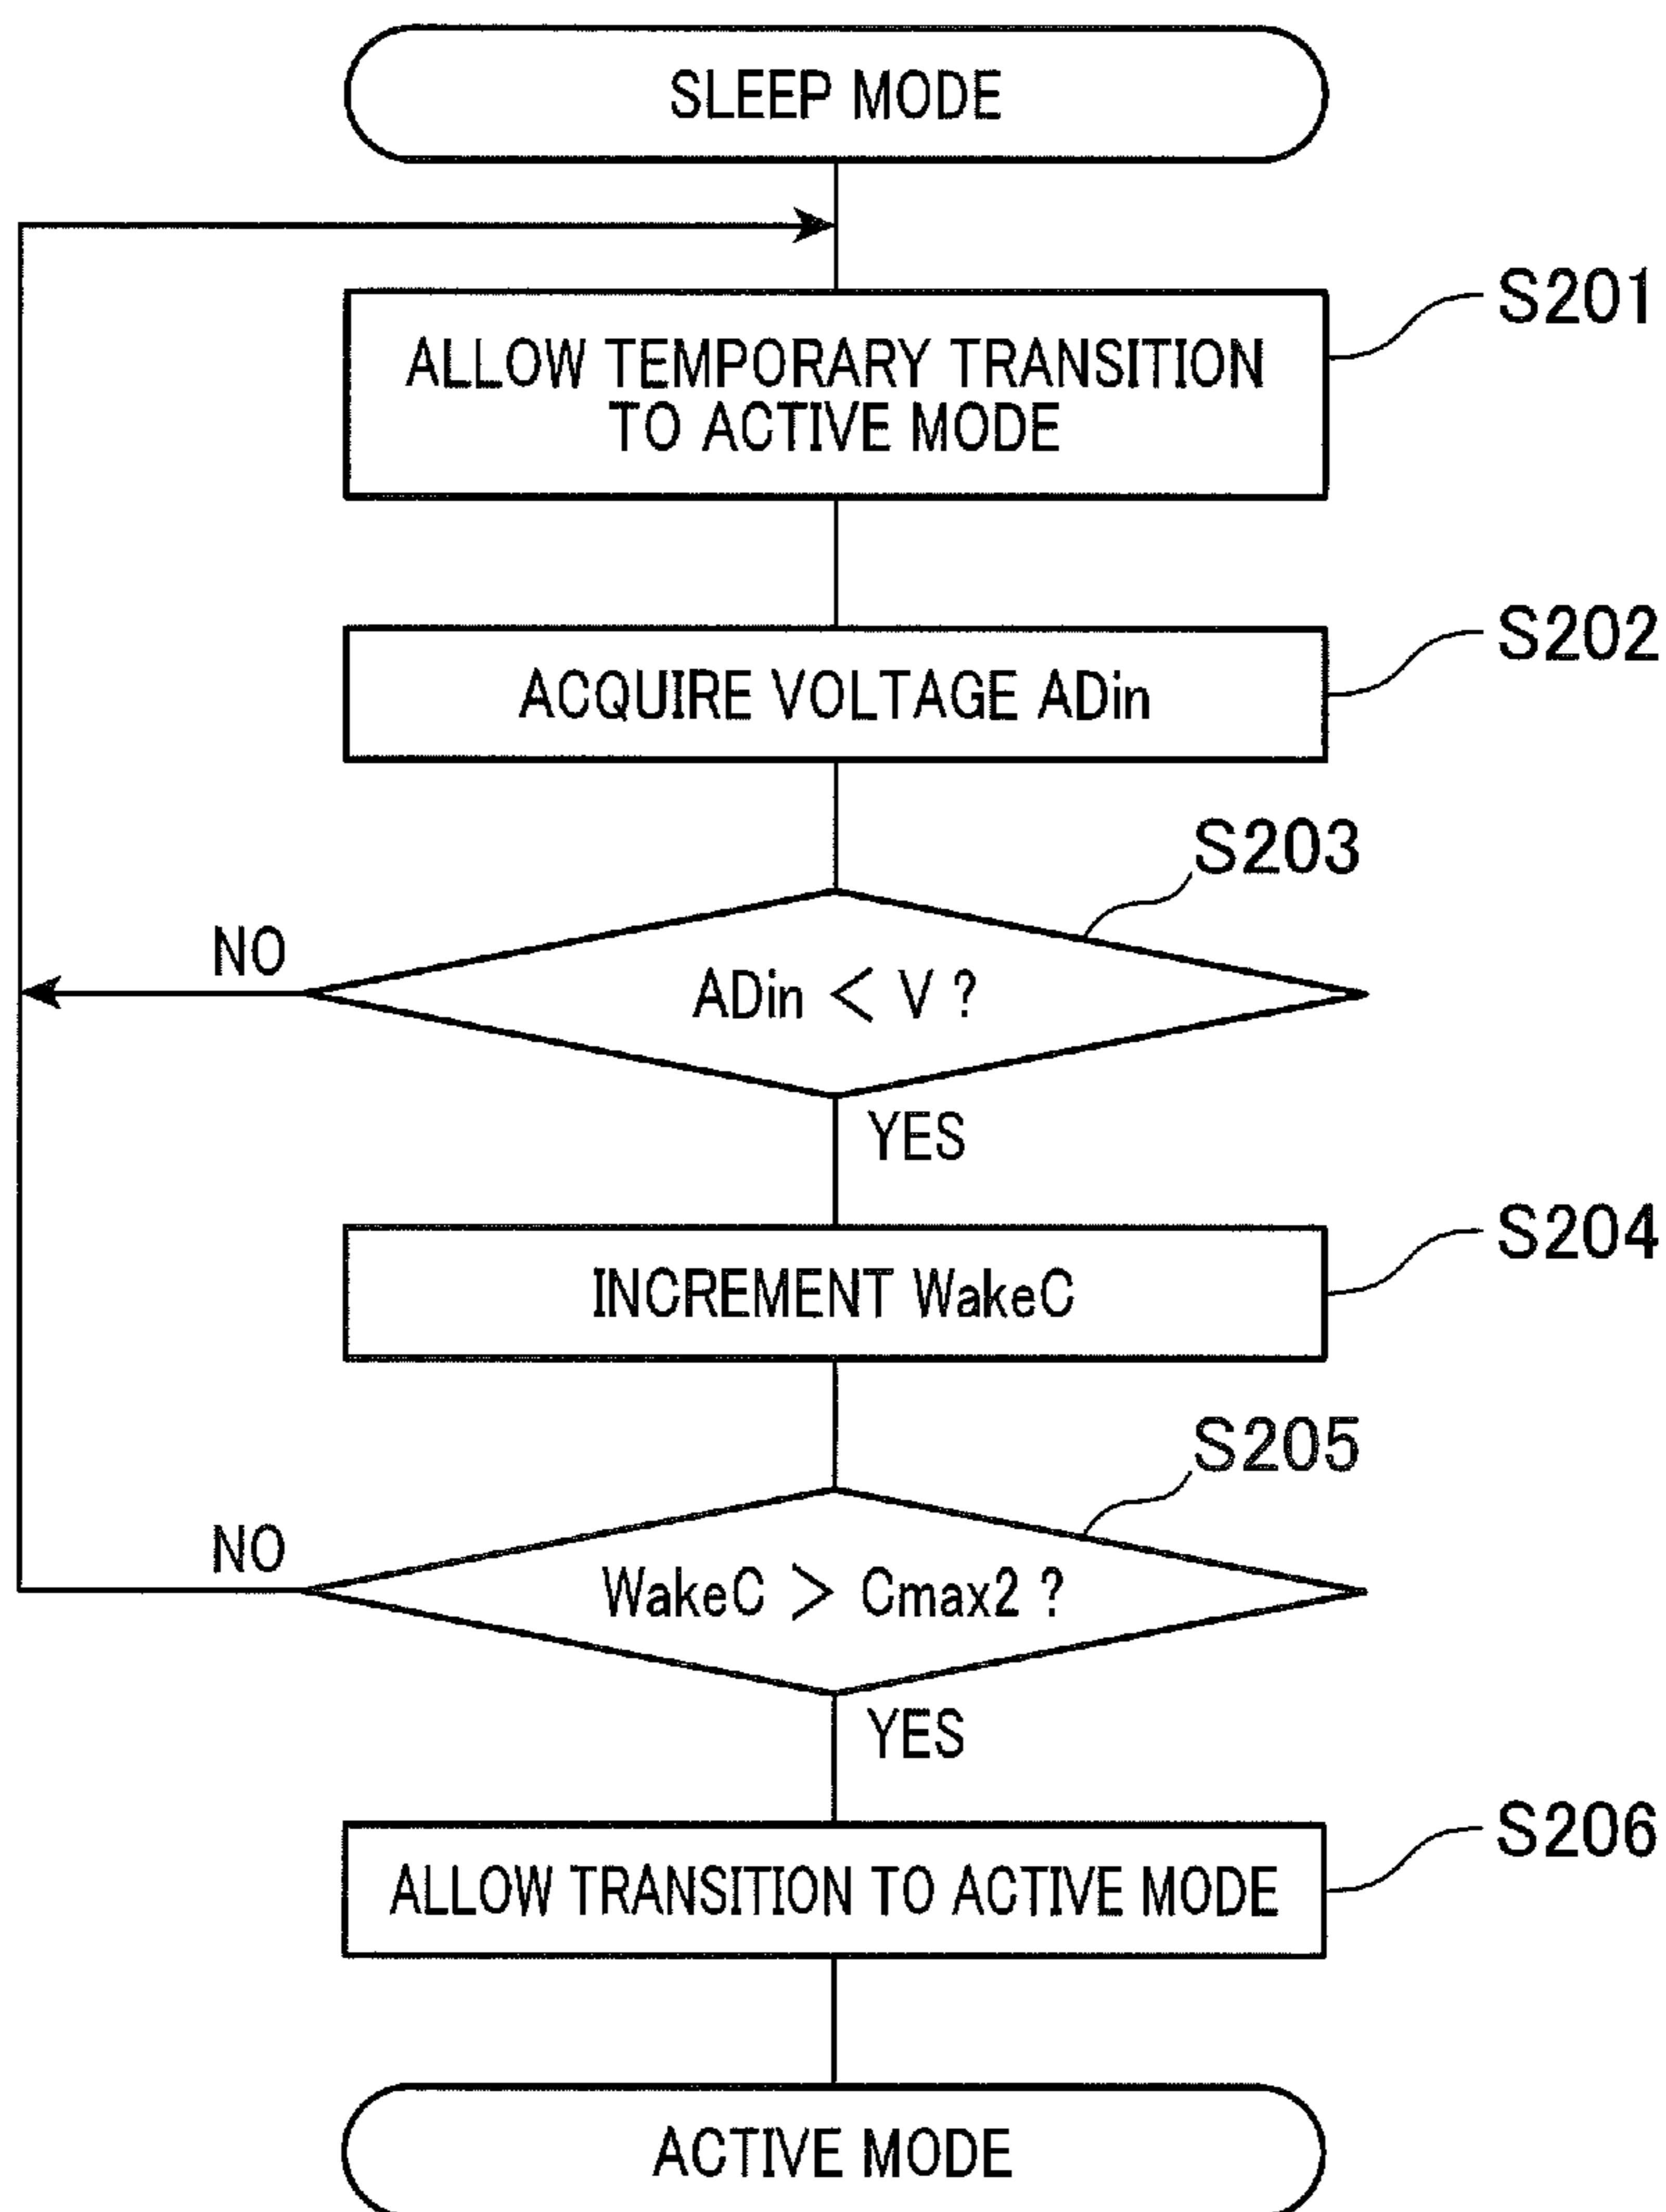 SLEEP MODE
S201
ALLOW TEMPORARY TRANSITION
TO ACTIVE MODE
S202
ACQUIRE VOLTAGE ADin
S203
NO
ADin < V ?
YES
S204
INCREMENT WakeC
S205
NO
WakeC > Cmax2 ?
YES
S206
ALLOW TRANSITION TO ACTIVE MODE
ACTIVE MODE